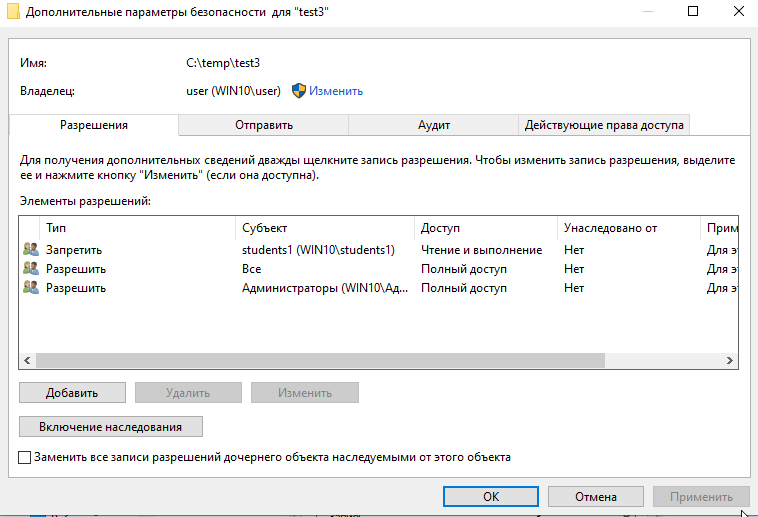 Дополнительные параметры безопасности для "test3"
Имя: C:\temp\test3
Владелец: user (WIN10\user) Изменить
Разрешения Отправить Аудит Действующие права доступа
Для получения дополнительных сведений дважды щелкните запись разрешения. Чтобы изменить запись разрешения, выделите
ее и нажмите кнопку "Изменить" (если она доступна).
Элементы разрешений:
Тип Субъект Доступ Унаследовано от Прим
Запретить students1 (WIN10\students1) Чтение и выполнение Нет Для э
Разрешить Все Полный доступ Нет Для э
Разрешить Администраторы (WIN10\Ад... Полный доступ Нет Для э
Добавить Удалить Изменить
Включение наследования
Заменить все записи разрешений дочернего объекта наследуемыми от этого объекта
OK Отмена Применить